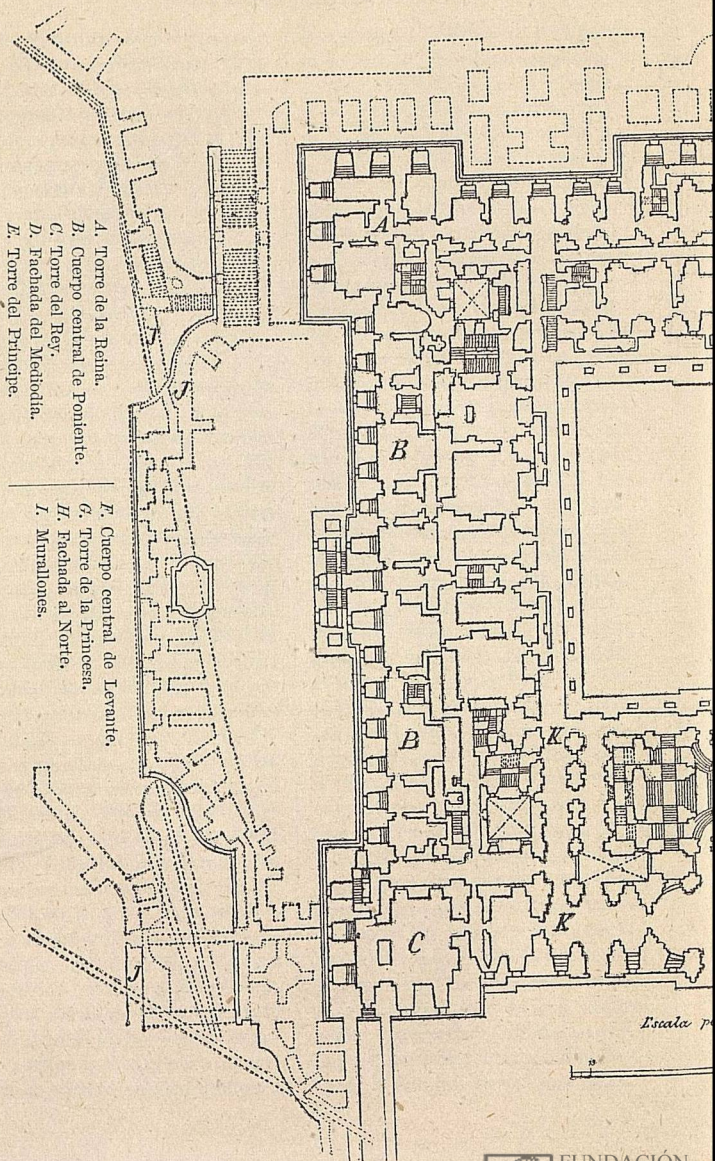 A. Torre de la Reina.
B. Cuerpo central de Poniente.
C. Torre del Rey.
D. Fachada del Mediodía.
E. Torre del Príncipe.
F. Cuerpo central de Levante.
G. Torre de la Princesa.
H. Fachada al Norte.
I. Murallones.
A
B
B
C
K
K
J
J
Escala
FUNDACIÓN